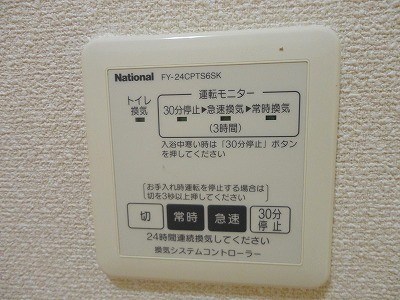 National FY-24CPTS6SK
運転モニター
トイレ
換気
30分停止▶急速換気▶常時換気
(3時間)
入浴中寒い時は「30分停止」ボタン
を押してください
お手入れ時運転を停止する場合は
切を3秒以上押してください
切 常時 急速 30分
停止
24時間連続換気してください
換気システムコントローラー